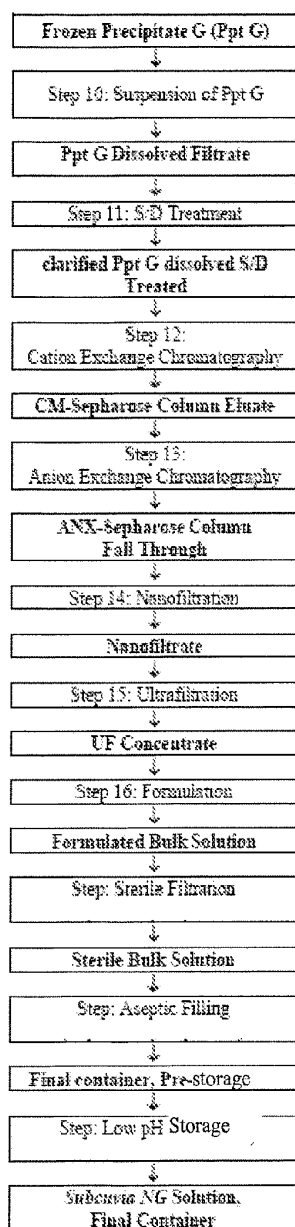 Frozen Precipitate G (Ppt G)
Step 10: Suspension of Ppt G
Ppt G Dissolved Filtrate
Step 11: S/D Treatment
clarified Ppt G dissolved S/D
Treated
Step 12:
Cation Exchange Chromatography
CM-Sepharose Column Eluate
Step 13:
Anion Exchange Chromatography
ANX-Sepharose Column
Fall Through
Step 14: Nanofiltration
Nanofiltrate
Step 15: Ultrafiltration
UF Concentrate
Step 16: Formulation
Formulated Bulk Solution
Step: Sterile Filtration
Sterile Bulk Solution
Step: Aseptic Filling
Final container, Pre-storage
Step: Low pH Storage
Subcuvia NG Solution,
Final Container